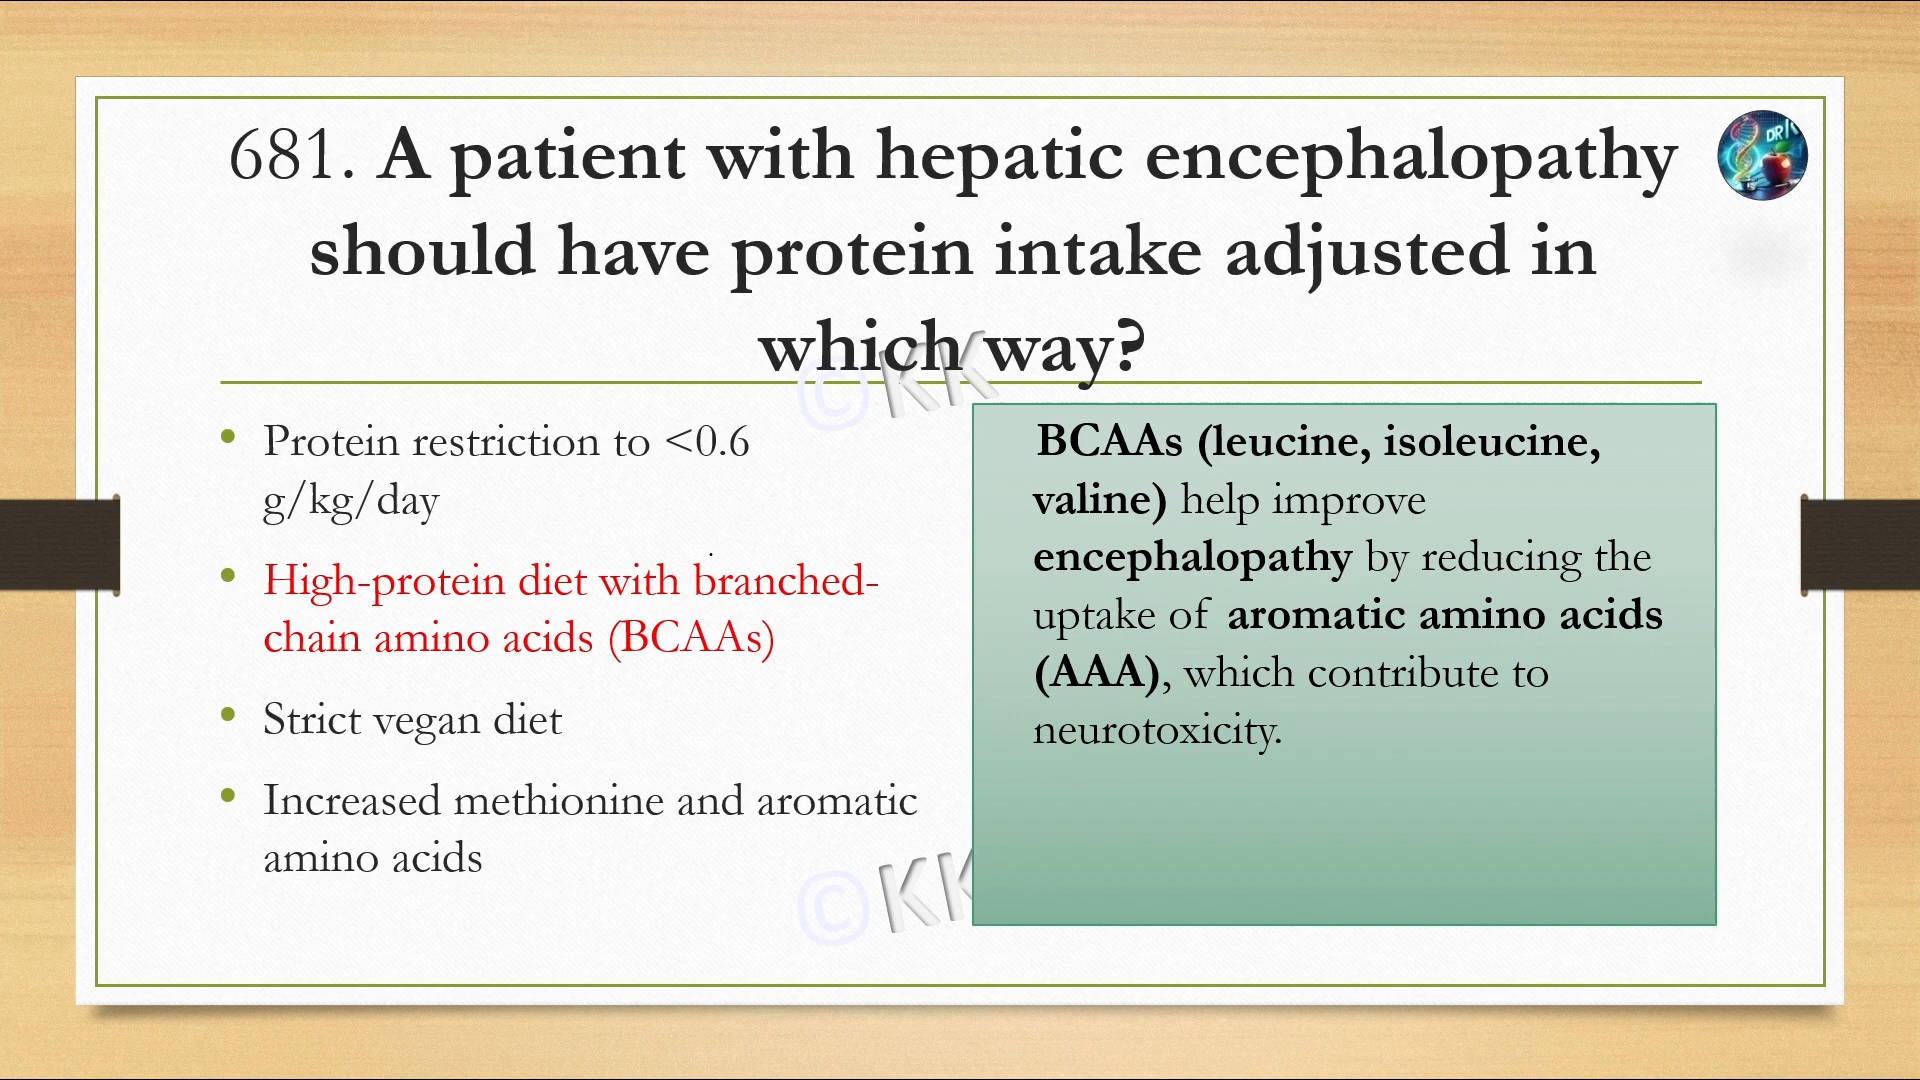 681. A patient with hepatic encephalopathy
should have protein intake adjusted in
which way?
• Protein restriction to <0.6
g/kg/day
• High-protein diet with branched-
chain amino acids (BCAAs)
• Strict vegan diet
• Increased methionine and aromatic
amino acids
BCAAs (leucine, isoleucine,
valine) help improve
encephalopathy by reducing the
uptake of aromatic amino acids
(AAA), which contribute to
neurotoxicity.
©KK
©KK
DR K